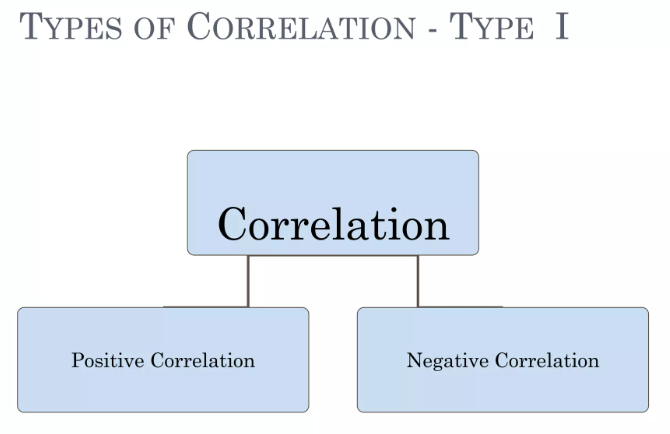 TYPES OF CORRELATION - TYPE I
Correlation
Positive Correlation
Negative Correlation